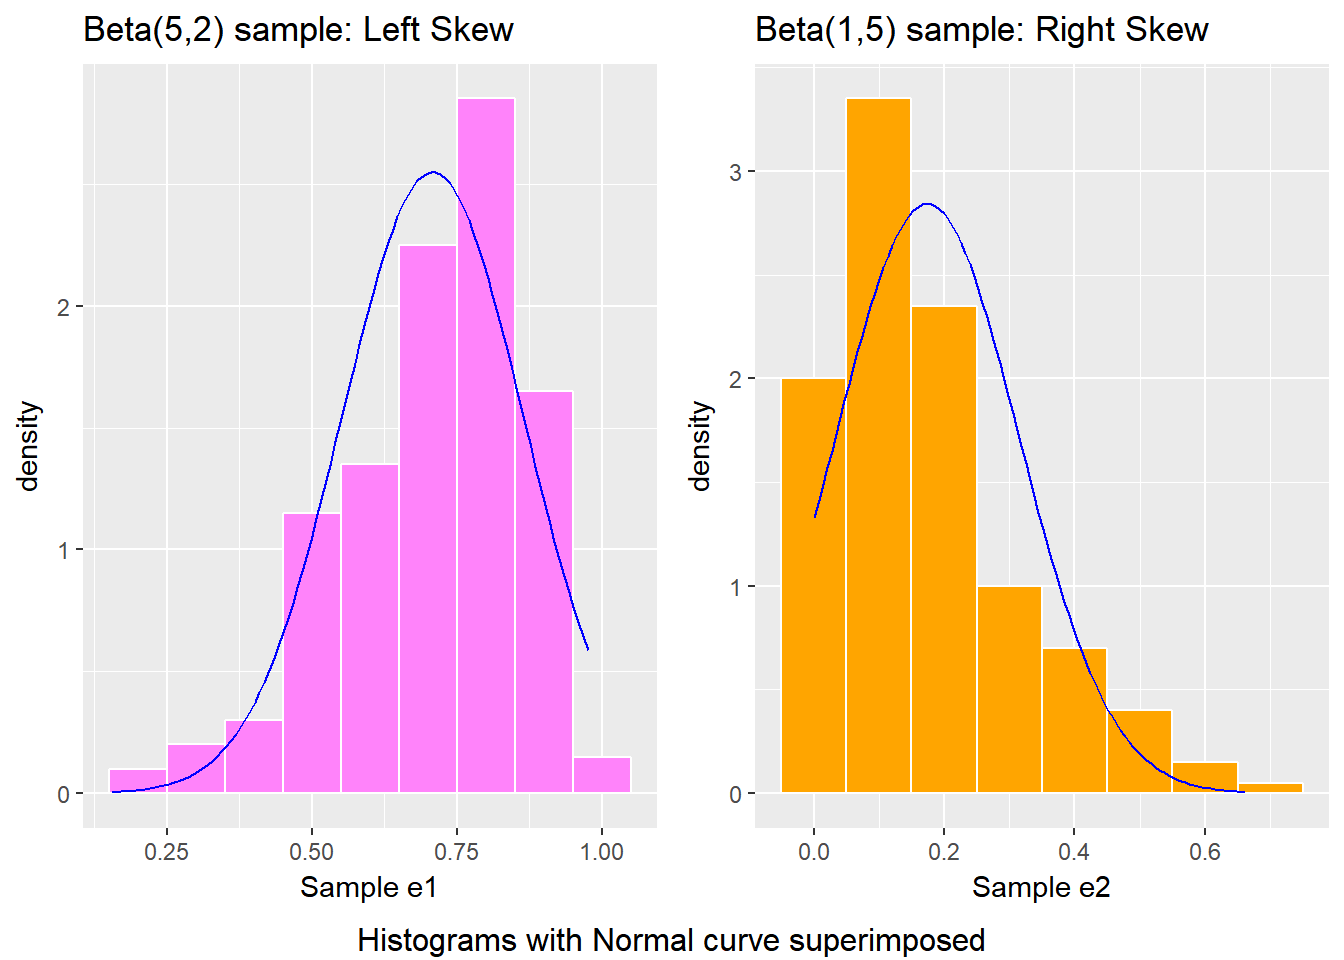 Beta(5,2) sample: Left Skew
density
2
1
0
0.25 0.50 0.75 1.00
Sample e1
Beta(1,5) sample: Right Skew
density
3
2
1
0
0.0 0.2 0.4 0.6
Sample e2
Histograms with Normal curve superimposed